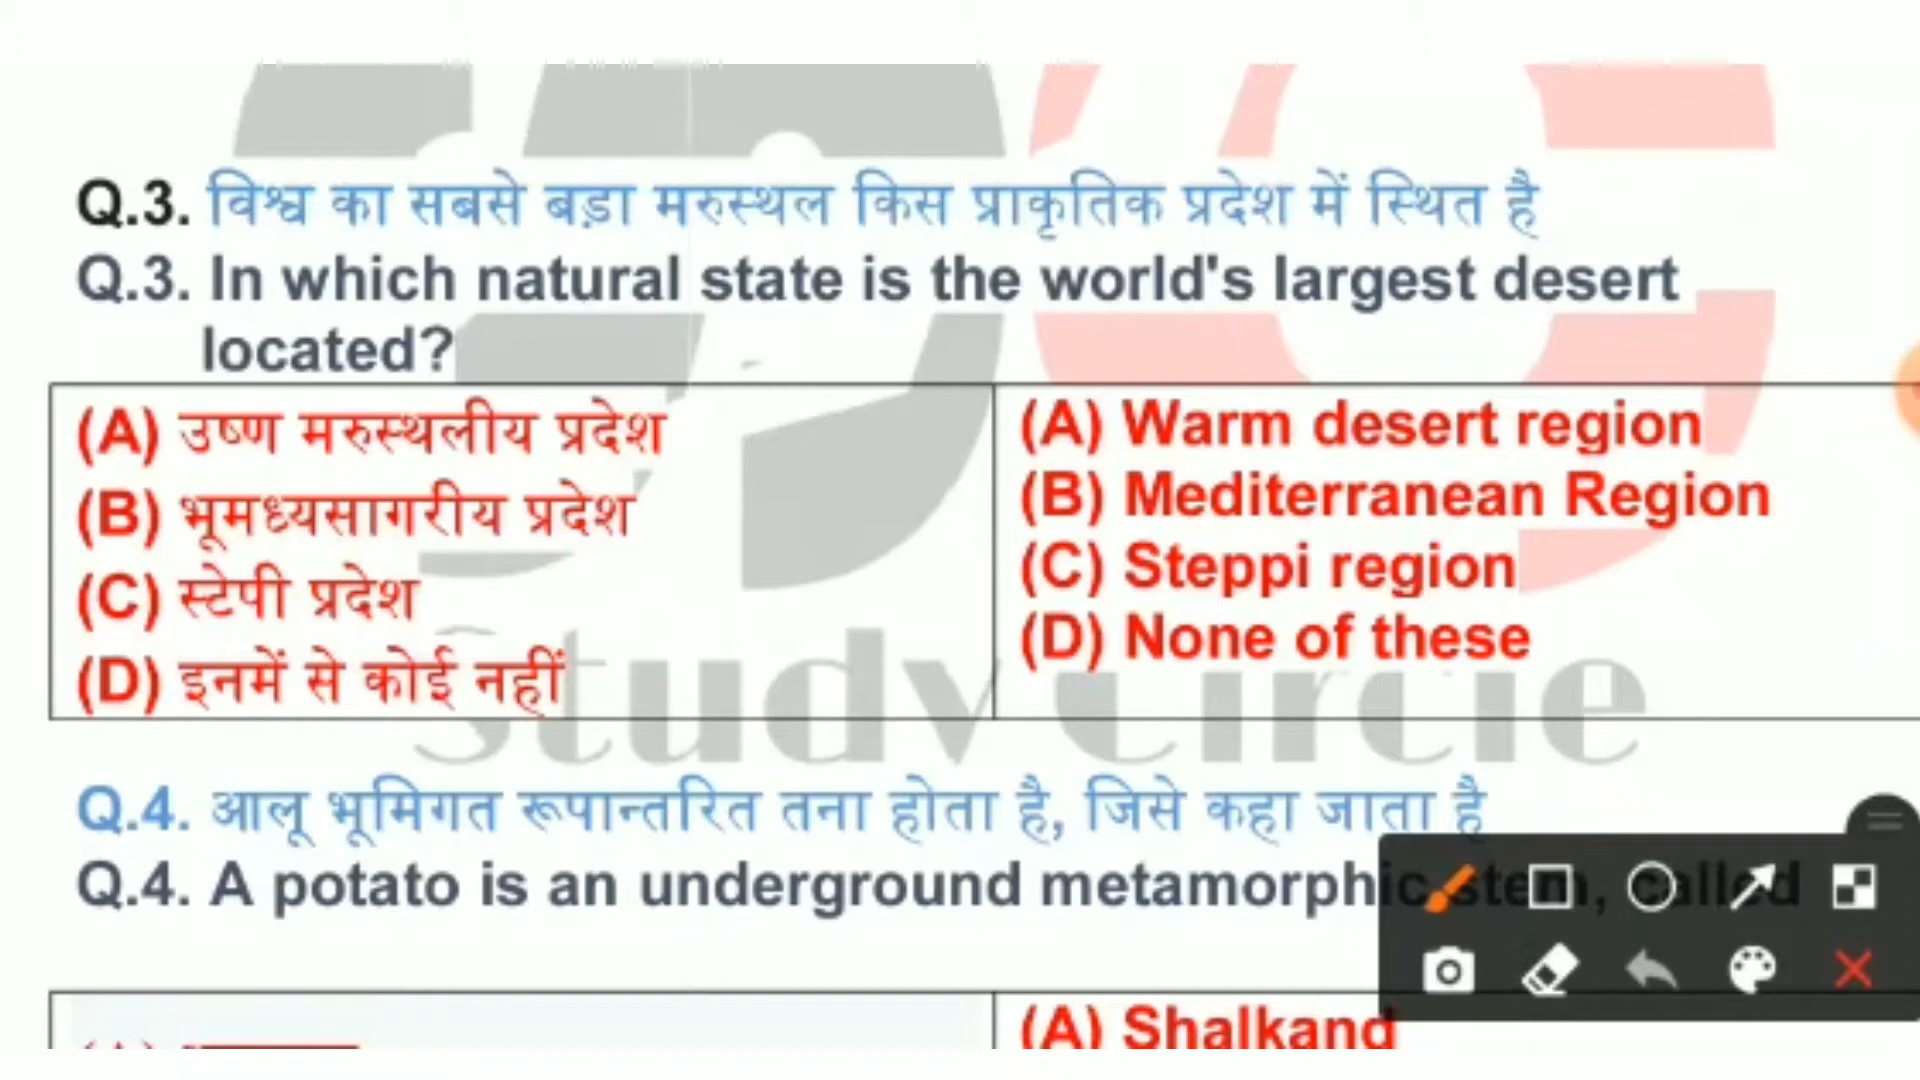 Q.3. विश्व का सबसे बड़ा मरुस्थल किस प्राकृतिक प्रदेश में स्थित है
Q.3. In which natural state is the world's largest desert
located?
(A) उष्ण मरुस्थलीय प्रदेश
(B) भूमध्यसागरीय प्रदेश
(C) स्टेपी प्रदेश
(D) इनमें से कोई नहीं
(A) Warm desert region
(B) Mediterranean Region
(C) Steppi region
(D) None of these
Study Circle
Q.4. आलू भूमिगत रूपान्तरित तना होता है, जिसे कहा जाता है
Q.4. A potato is an underground metamorphic stem, called
(A) Shalkand